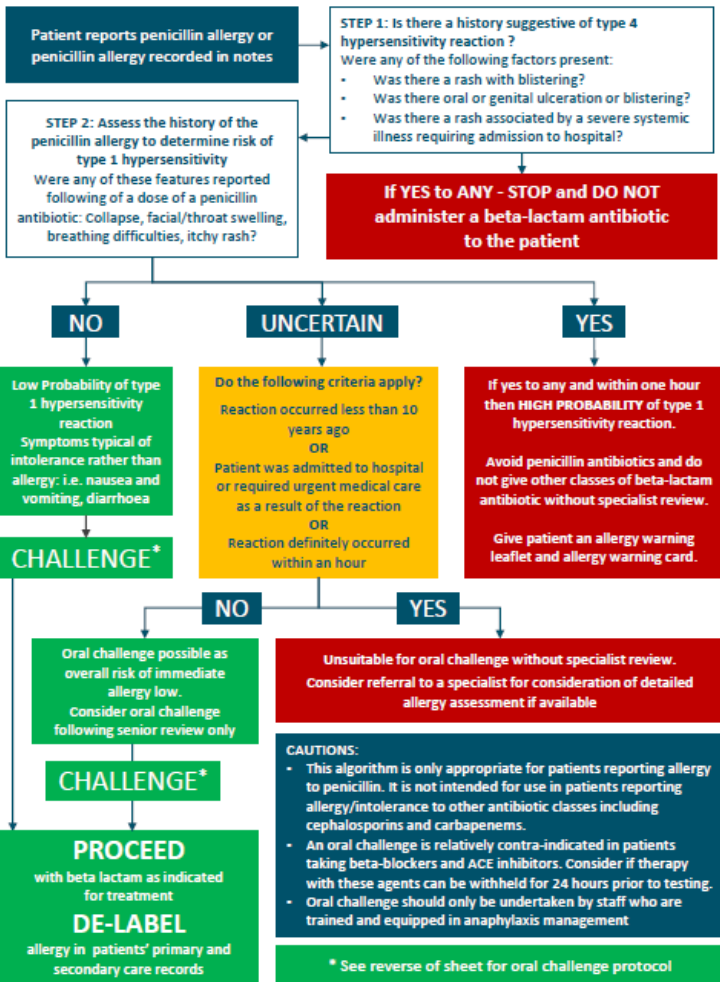 Patient reports penicillin allergy or
penicillin allergy recorded in notes
STEP 1: Is there a history suggestive of type 4
hypersensitivity reaction ?
Were any of the following factors present:
• Was there a rash with blistering?
• Was there oral or genital ulceration or blistering?
• Was there a rash associated by a severe systemic
illness requiring admission to hospital?
If YES to ANY - STOP and DO NOT
administer a beta-lactam antibiotic
to the patient
STEP 2: Assess the history of the
penicillin allergy to determine risk of
type 1 hypersensitivity
Were any of these features reported
following of a dose of a penicillin
antibiotic: Collapse, facial/throat swelling,
breathing difficulties, itchy rash?
NO
UNCERTAIN
YES
Low Probability of type
1 hypersensitivity
reaction
Symptoms typical of
intolerance rather than
allergy: i.e. nausea and
vomiting, diarrhoea
CHALLENGE*
Do the following criteria apply?
Reaction occurred less than 10
years ago
OR
Patient was admitted to hospital
or required urgent medical care
as a result of the reaction
OR
Reaction definitely occurred
within an hour
If yes to any and within one hour
then HIGH PROBABILITY of type 1
hypersensitivity reaction.
Avoid penicillin antibiotics and do
not give other classes of beta-lactam
antibiotic without specialist review.
Give patient an allergy warning
leaflet and allergy warning card.
NO
YES
Oral challenge possible as
overall risk of immediate
allergy low.
Consider oral challenge
following senior review only
CHALLENGE*
Unsuitable for oral challenge without specialist review.
Consider referral to a specialist for consideration of detailed
allergy assessment if available
PROCEED
with beta lactam as indicated
for treatment
DE-LABEL
allergy in patients' primary and
secondary care records
CAUTIONS:
• This algorithm is only appropriate for patients reporting allergy
to penicillin. It is not intended for use in patients reporting
allergy/intolerance to other antibiotic classes including
cephalosporins and carbapenems.
• An oral challenge is relatively contra-indicated in patients
taking beta-blockers and ACE inhibitors. Consider if therapy
with these agents can be withheld for 24 hours prior to testing.
• Oral challenge should only be undertaken by staff who are
trained and equipped in anaphylaxis management
* See reverse of sheet for oral challenge protocol